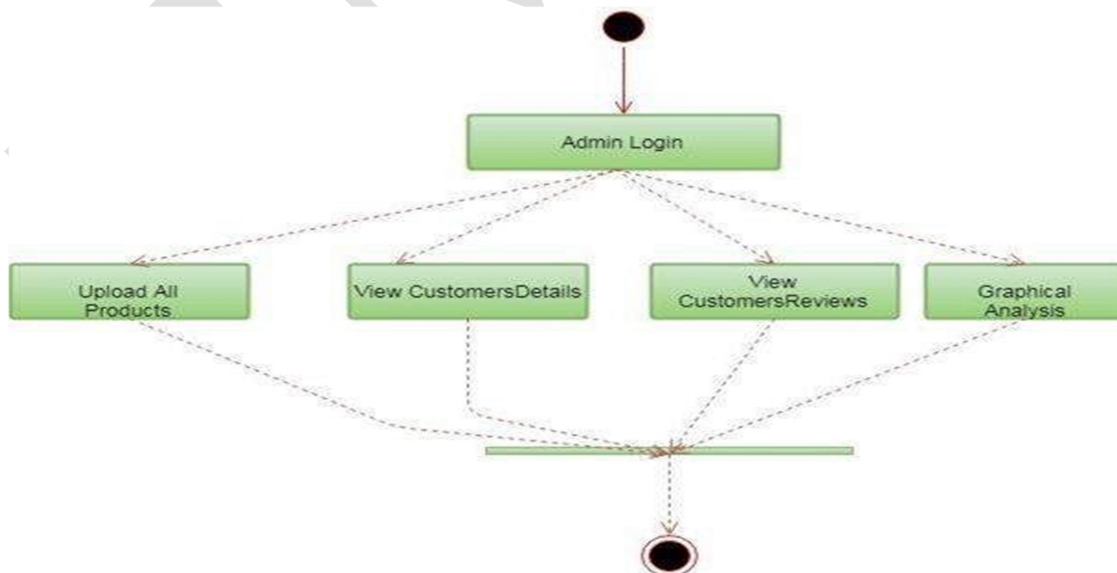 Admin Login
Upload All
Products
View CustomersDetails
View
CustomersReviews
Graphical
Analysis